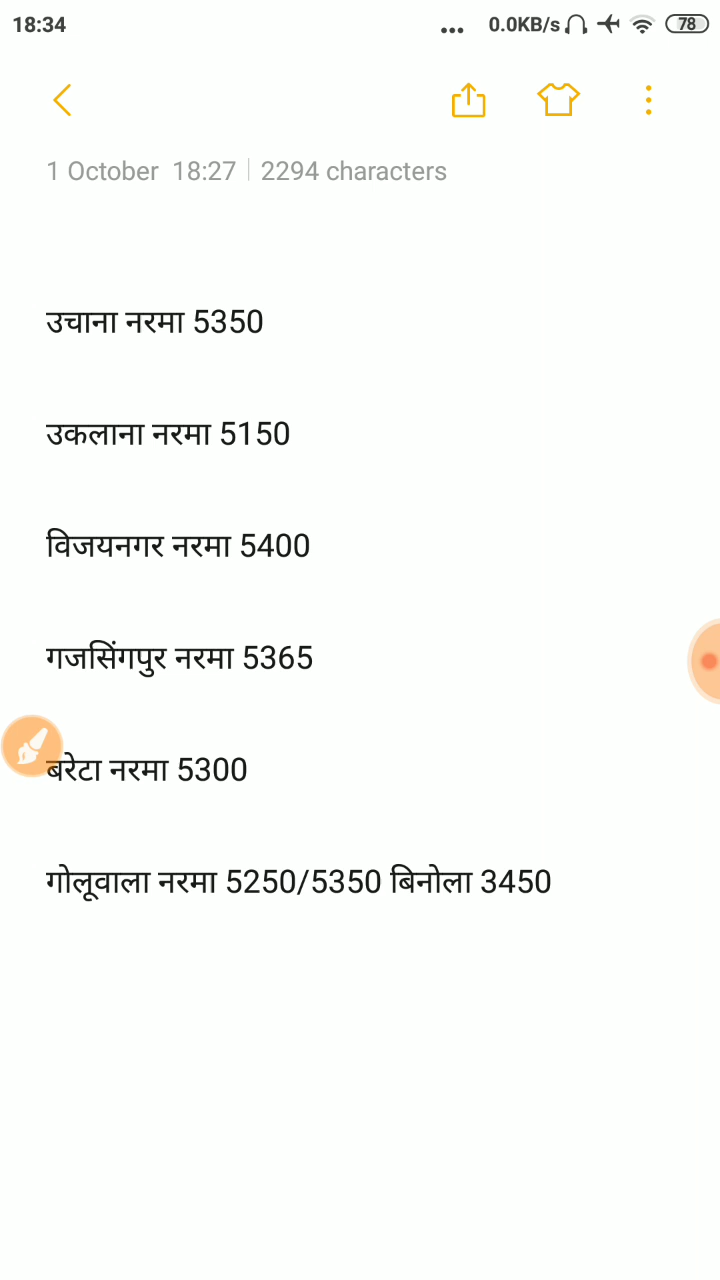 18:34 ... 0.0KB/s 78
1 October 18:27 | 2294 characters
उचाना नरमा 5350
उकलाना नरमा 5150
विजयनगर नरमा 5400
गजसिंगपुर नरमा 5365
बरेटा नरमा 5300
गोलूवाला नरमा 5250/5350 बिनोला 3450